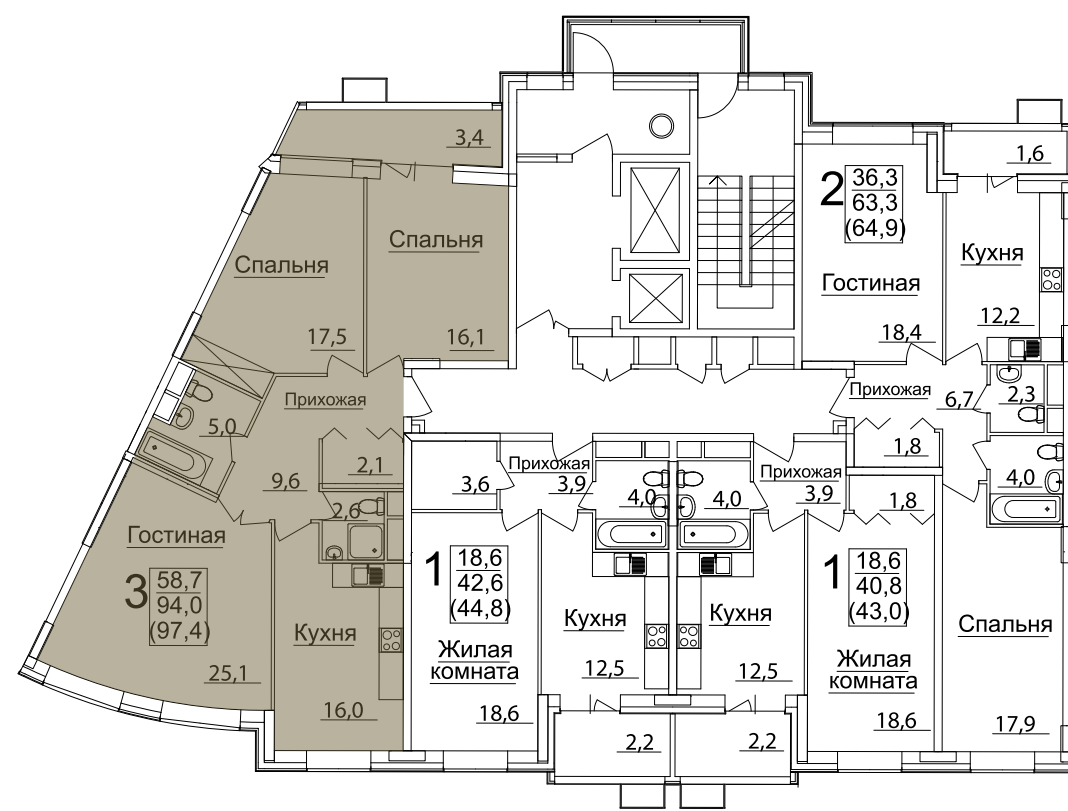 3,4
1,6
2
36,3
63,3
(64,9)
Спальня
Спальня
Кухня
Гостиная
17,5
16,1
18,4
12,2
Прихожая
Прихожая
6,7
2,3
5,0
2,1
1,8
4,0
9,6
2,6
3,6
Прихожая
3,9
4,0
4,0
Прихожая
3,9
1,8
Гостиная
3
58,7
94,0
(97,4)
25,1
Кухня
16,0
1
18,6
42,6
(44,8)
Жилая
комната
18,6
Кухня
12,5
Кухня
12,5
1
18,6
40,8
(43,0)
Жилая
комната
18,6
Спальня
17,9
2,2
2,2